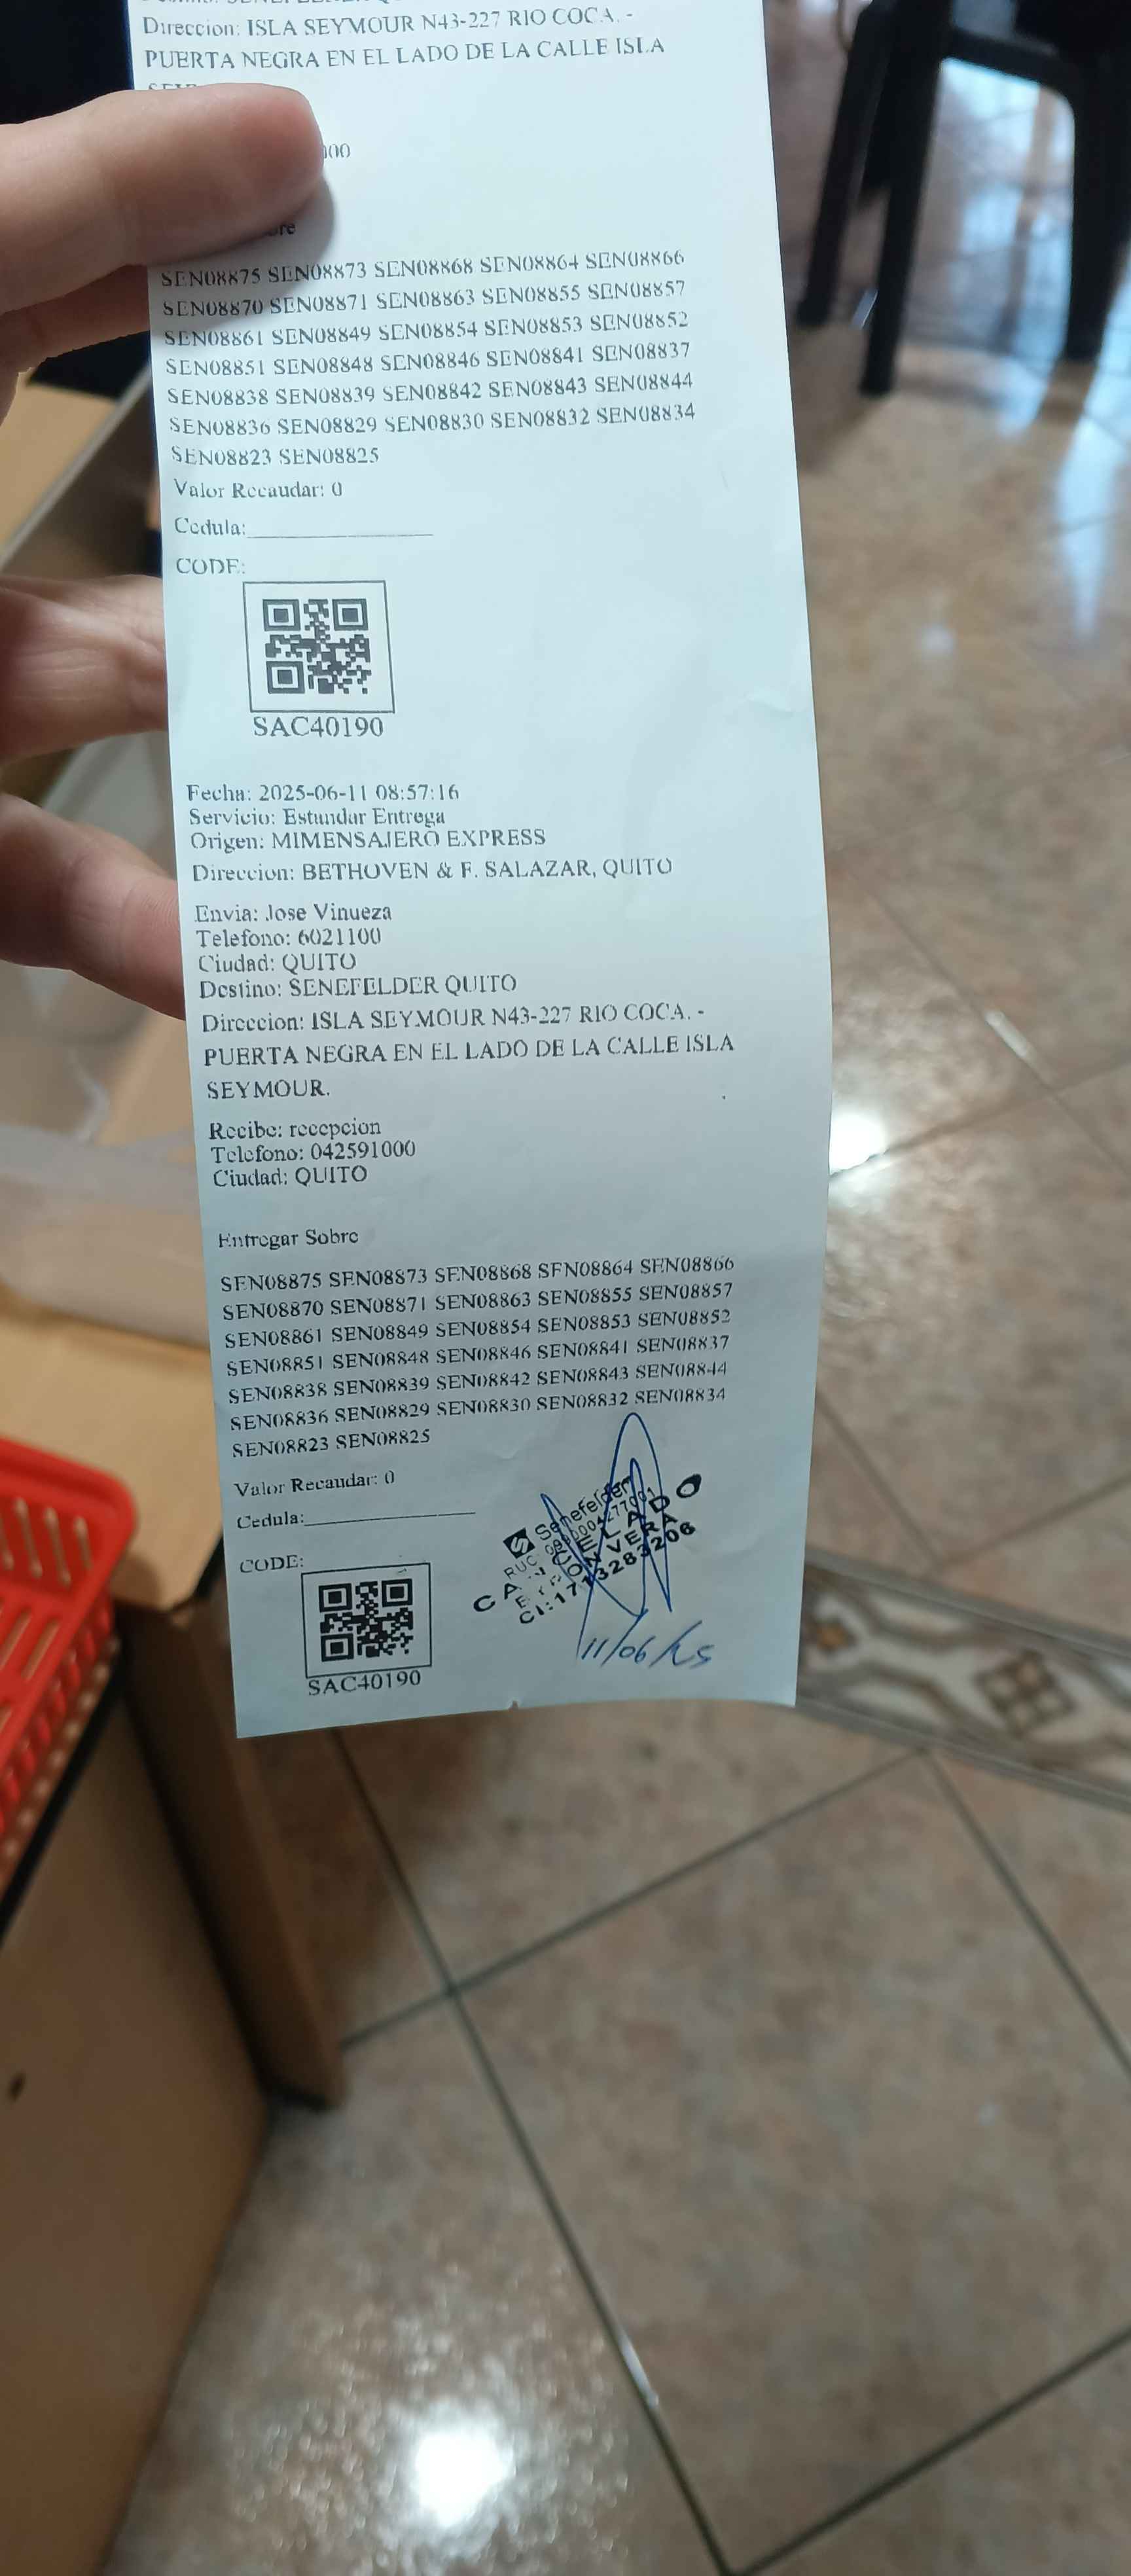 Direccion: ISLA SEYMOUR N43-227 RIO COCA. -
PUERTA NEGRA EN EL LADO DE LA CALLE ISLA
SEN08875 SEN08873 SEN08868 SEN08864 SEN08866
SEN08870 SEN08871 SEN08863 SEN08855 SEN08857
SEN08861 SEN08849 SEN08854 SEN08853 SEN08852
SEN08851 SEN08848 SEN08846 SEN08841 SEN08837
SEN08838 SEN08839 SEN08842 SEN08843 SEN08844
SEN08836 SEN08829 SEN08830 SEN08832 SEN08834
SEN08823 SEN08825
Valor Recaudar: 0
Cedula:
CODE:
SAC40190
Fecha: 2025-06-11 08:57:16
Servicio: Estandar Entrega
Origen: MIMENSAJERO EXPRESS
Direccion: BETHOVEN & F. SALAZAR, QUITO
Envia: Jose Vinueza
Telefono: 6021100
Ciudad: QUITO
Destino: SENEFELDER QUITO
Direccion: ISLA SEYMOUR N43-227 RIO COCA. -
PUERTA NEGRA EN EL LADO DE LA CALLE ISLA
SEYMOUR.
Recibe: recepcion
Telefono: 042591000
Ciudad: QUITO
Entregar Sobre
SEN08875 SEN08873 SEN08868 SEN08864 SEN08866
SEN08870 SEN08871 SEN08863 SEN08855 SEN08857
SEN08861 SEN08849 SEN08854 SEN08853 SEN08852
SEN08851 SEN08848 SEN08846 SEN08841 SEN08837
SEN08838 SEN08839 SEN08842 SEN08843 SEN08844
SEN08836 SEN08829 SEN08830 SEN08832 SEN08834
SEN08823 SEN08825
Valor Recaudar: 0
Cedula:
CODE:
SAC40190
Senefelder
RUC:
VERA
CI:1713283206
11/06/25